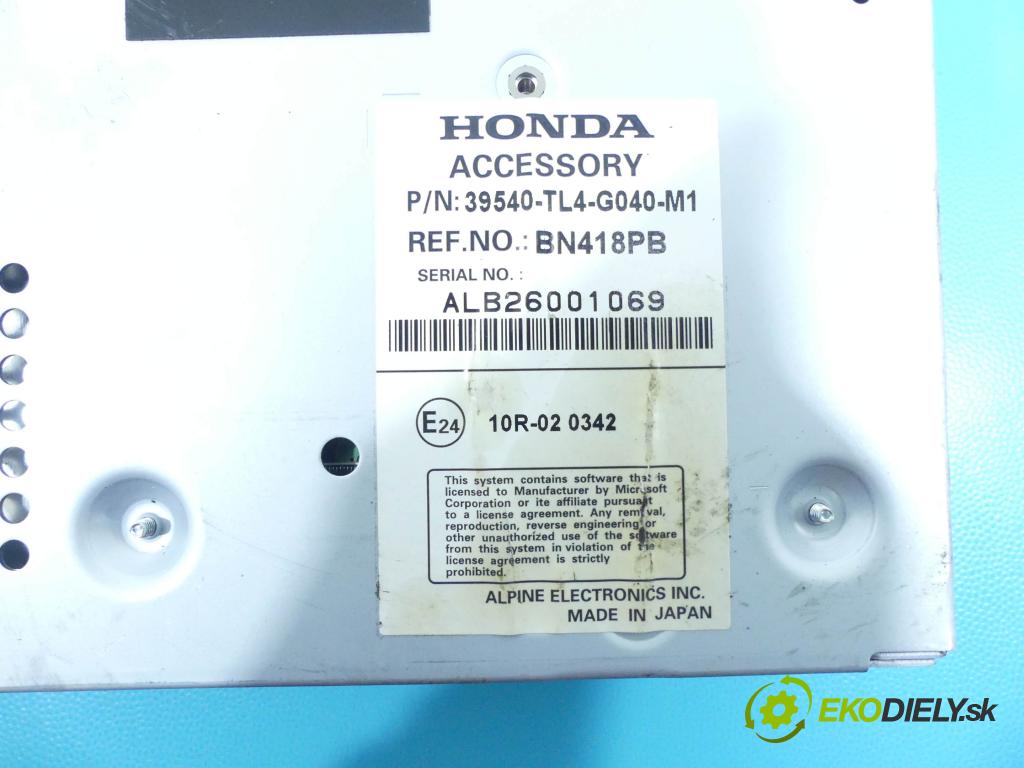 HONDA
ACCESSORY
P/N: 39540-TL4-G040-M1
REF.NO.: BN418PB
SERIAL NO. :
ALB26001069
E24 10R-02 0342
This system contains software that is
licensed to Manufacturer by Microsoft
Corporation or ite affiliate pursuant
to a license agreement. Any removal,
reproduction, reverse engineering or
other unauthorized use of the software
from this system in violation of the
license agreement is strictly
prohibited.
ALPINE ELECTRONICS INC.
MADE IN JAPAN
EKODIELY.sk